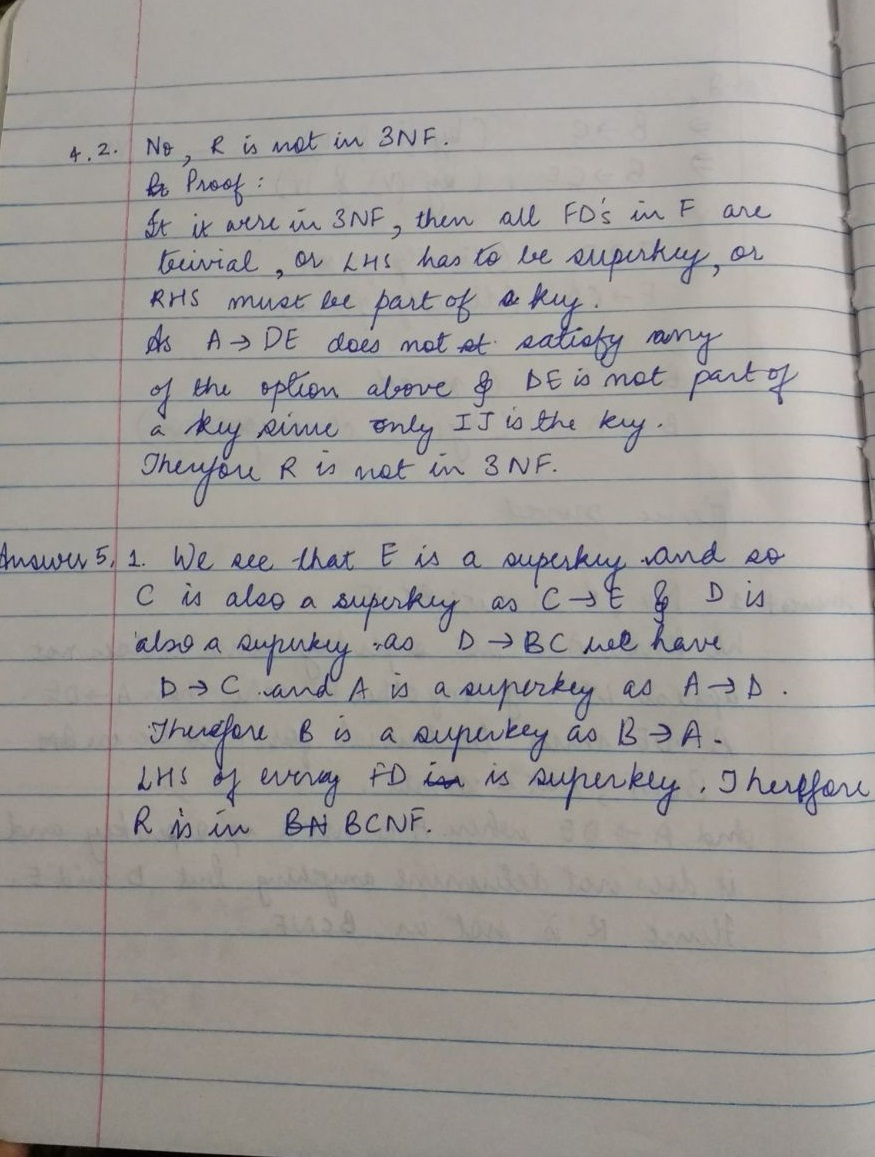 4.2. No, R is not in 3NF.
Proof:
It it were in 3NF, then all FD's in F are
trivial, or LHS has to be superkey, or
RHS must be part of a key.
As A → DE does not satisfy any
of the option above & DE is not part of
a key since only IJ is the key.
Therefore R is not in 3NF.
Answer 5, 1. We see that E is a superkey and so
C is also a superkey as C → E & D is
also a superkey as D → BC we have
D → C and A is a superkey as A → D.
Therefore B is a superkey as B → A.
LHS of every FD is superkey. Therefore
R is in BCNF.